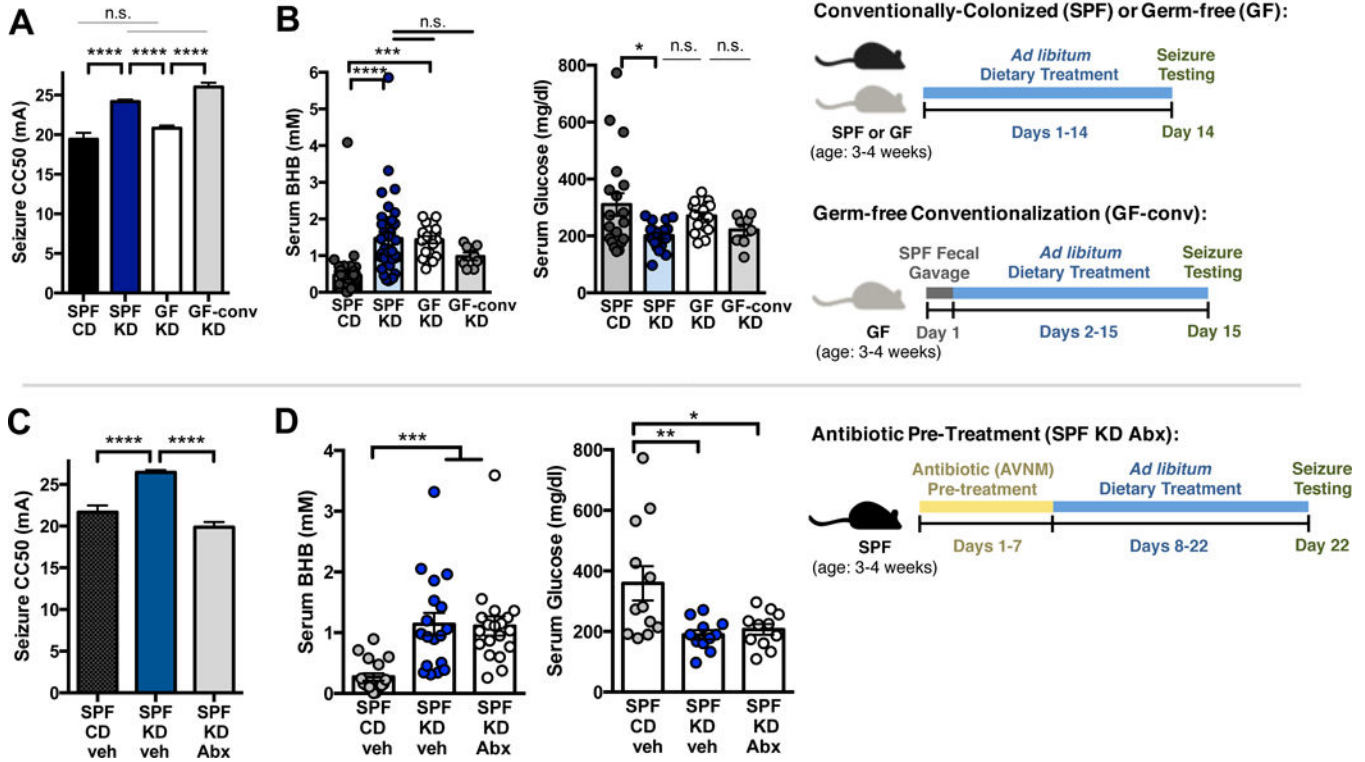 A
n.s.
**** **** ****
Seizure CC50 (mA)
25
20
15
10
5
0
SPF CD
SPF KD
GF KD
GF-conv KD
B
***
****
Serum BHB (mM)
6
5
4
3
2
1
0
SPF CD
SPF KD
GF KD
GF-conv KD
* n.s. n.s.
Serum Glucose (mg/dl)
800
600
400
200
0
SPF CD
SPF KD
GF KD
GF-conv KD
Conventionally-Colonized (SPF) or Germ-free (GF):
Ad libitum
Dietary Treatment
Seizure
Testing
SPF or GF
(age: 3-4 weeks)
Days 1-14
Day 14
Germ-free Conventionalization (GF-conv):
SPF Fecal
Gavage
Ad libitum
Dietary Treatment
Seizure
Testing
GF
(age: 3-4 weeks)
Day 1
Days 2-15
Day 15
C
**** ****
Seizure CC50 (mA)
25
20
15
10
5
0
SPF CD veh
SPF KD veh
SPF KD Abx
D
***
Serum BHB (mM)
4
3
2
1
0
SPF CD veh
SPF KD veh
SPF KD Abx
*
**
Serum Glucose (mg/dl)
800
600
400
200
0
SPF CD veh
SPF KD veh
SPF KD Abx
Antibiotic Pre-Treatment (SPF KD Abx):
Antibiotic (AVNM)
Pre-treatment
Ad libitum
Dietary Treatment
Seizure
Testing
SPF
(age: 3-4 weeks)
Days 1-7
Days 8-22
Day 22